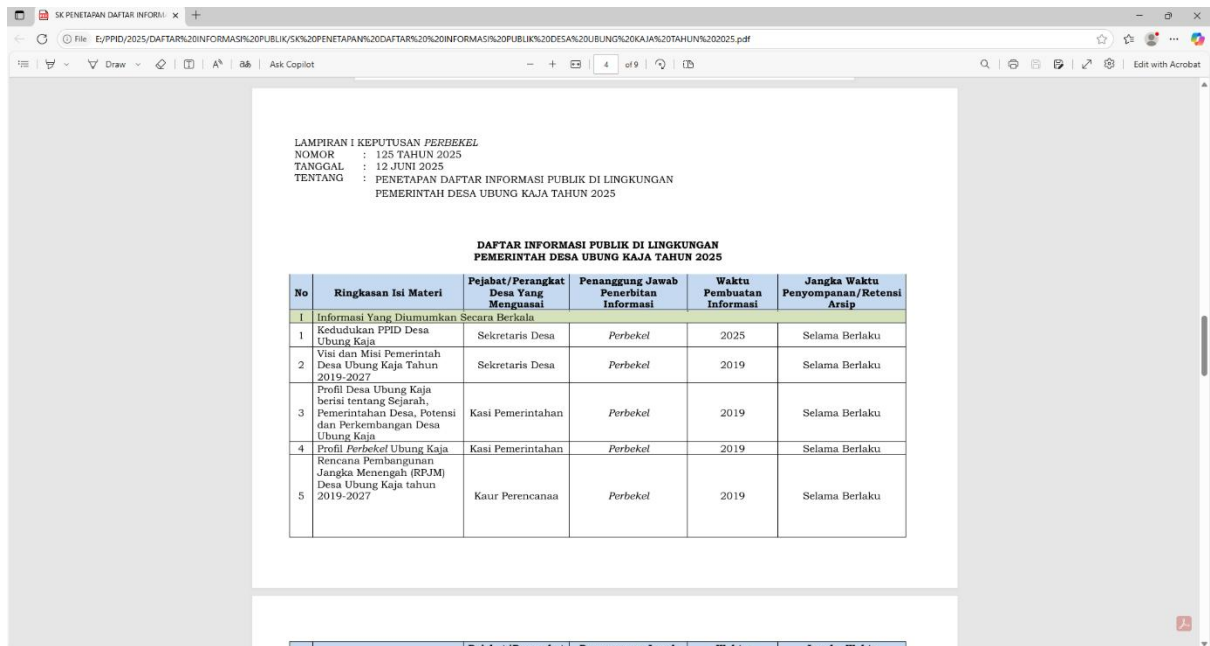 SK PENETAPAN DAFTAR INFORM
File
E:/PPID/2025/DAFTAR%20INFORMASI%20PUBLIK/SK%20PENETAPAN%20DAFTAR%20%20INFORMASI%20PUBLIK%20DESA%20UBUNG%20KAJA%20TAHUN%202025.pdf
Draw
Ask Copilot
4 of 9
Edit with Acrobat
LAMPIRAN I KEPUTUSAN PERBEKEL
NOMOR : 125 TAHUN 2025
TANGGAL : 12 JUNI 2025
TENTANG : PENETAPAN DAFTAR INFORMASI PUBLIK DI LINGKUNGAN
PEMERINTAH DESA UBUNG KAJA TAHUN 2025
DAFTAR INFORMASI PUBLIK DI LINGKUNGAN
PEMERINTAH DESA UBUNG KAJA TAHUN 2025
No
Ringkasan Isi Materi
Pejabat/Perangkat
Desa Yang
Menguasai
Penanggung Jawab
Penerbitan
Informasi
Waktu
Pembuatan
Informasi
Jangka Waktu
Penyompanan/Retensi
Arsip
I Informasi Yang Diumumkan Secara Berkala
1
Kedudukan PPID Desa
Ubung Kaja
Sekretaris Desa
Perbekel
2025
Selama Berlaku
2
Visi dan Misi Pemerintah
Desa Ubung Kaja Tahun
2019-2027
Sekretaris Desa
Perbekel
2019
Selama Berlaku
3
Profil Desa Ubung Kaja
berisi tentang Sejarah,
Pemerintahan Desa, Potensi
dan Perkembangan Desa
Ubung Kaja
Kasi Pemerintahan
Perbekel
2019
Selama Berlaku
4
Profil Perbekel Ubung Kaja
Kasi Pemerintahan
Perbekel
2019
Selama Berlaku
5
Rencana Pembangunan
Jangka Menengah (RPJM)
Desa Ubung Kaja tahun
2019-2027
Kaur Perencanaa
Perbekel
2019
Selama Berlaku